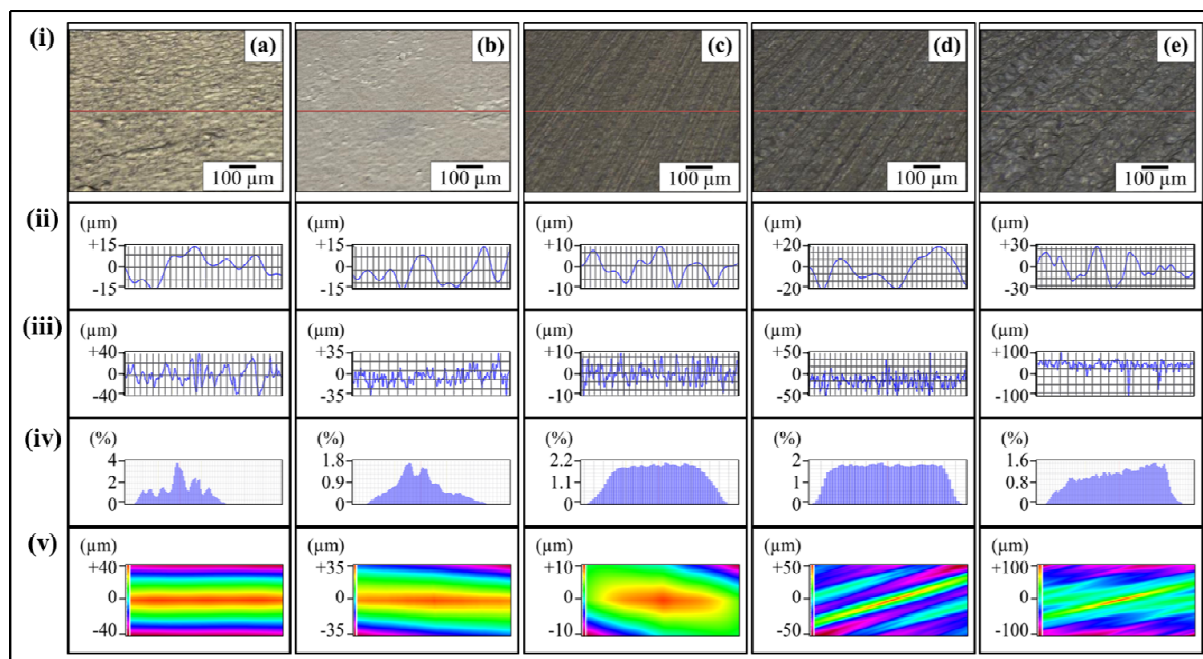 (i) (a) (b) (c) (d) (e)
100 µm 100 µm 100 µm 100 µm 100 µm
(ii) (µm) (µm) (µm) (µm) (µm)
+15 +15 +10 +20 +30
0 0 0 0 0
-15 -15 -10 -20 -30
(iii) (µm) (µm) (µm) (µm) (µm)
+40 +35 +10 +50 +100
0 0 0 0 0
-40 -35 -10 -50 -100
(iv) (%) (%) (%) (%) (%)
4 1.8 2.2 2 1.6
2 0.9 1.1 1 0.8
0 0 0 0 0
(v) (µm) (µm) (µm) (µm) (µm)
+40 +35 +10 +50 +100
0 0 0 0 0
-40 -35 -10 -50 -100